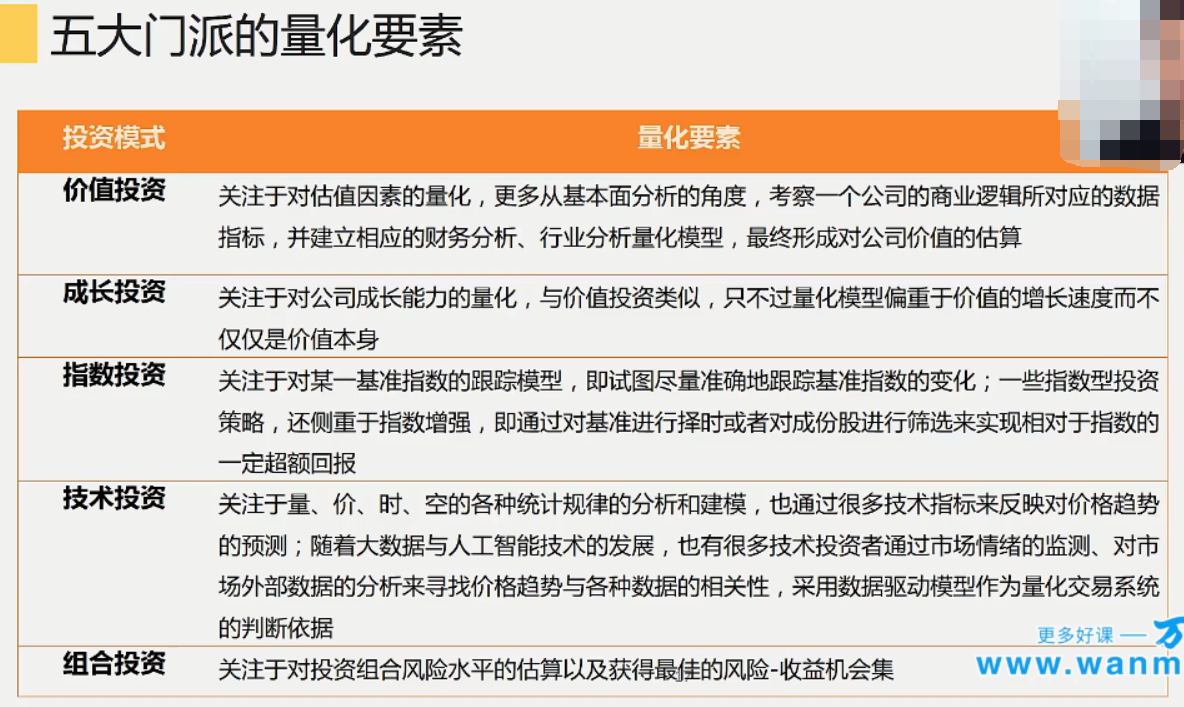 五大门派的量化要素
投资模式 量化要素
价值投资 关注于对估值因素的量化，更多从基本面分析的角度，考察一个公司的商业逻辑所对应的数据
指标，并建立相应的财务分析、行业分析量化模型，最终形成对公司价值的估算
成长投资 关注于对公司成长能力的量化，与价值投资类似，只不过量化模型偏重于价值的增长速度而不
仅仅是价值本身
指数投资 关注于对某一基准指数的跟踪模型，即试图尽量准确地跟踪基准指数的变化；一些指数型投资
策略，还侧重于指数增强，即通过对基准进行择时或者对成份股进行筛选来实现相对于指数的
一定超额回报
技术投资 关注于量、价、时、空的各种统计规律的分析和建模，也通过很多技术指标来反映对价格趋势
的预测；随着大数据与人工智能技术的发展，也有很多技术投资者通过市场情绪的监测、对市
场外部数据的分析来寻找价格趋势与各种数据的相关性，采用数据驱动模型作为量化交易系统
的判断依据
更多好课 — 万
组合投资 关注于对投资组合风险水平的估算以及获得最佳的风险-收益机会集
www.wanm